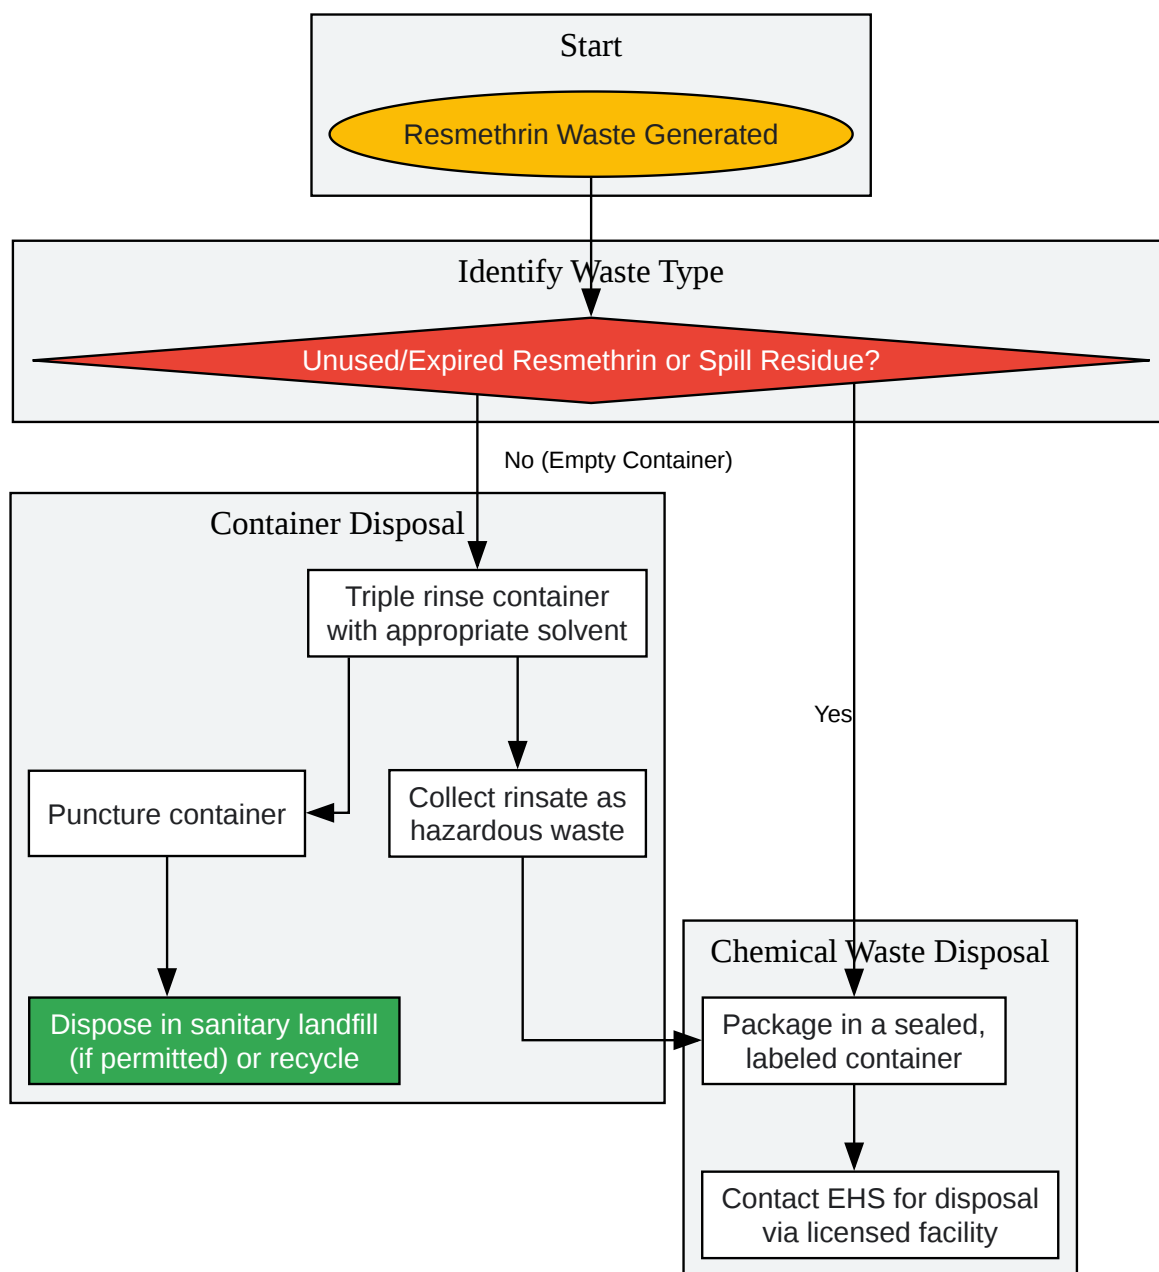 Start
Resmethrin Waste Generated
Identify Waste Type
Unused/Expired Resmethrin or Spill Residue?
No (Empty Container)
Container Disposal
Triple rinse container
with appropriate solvent
Yes
Puncture container
Collect rinsate as
hazardous waste
Chemical Waste Disposal
Dispose in sanitary landfill
(if permitted) or recycle
Package in a sealed,
labeled container
Contact EHS for disposal
via licensed facility